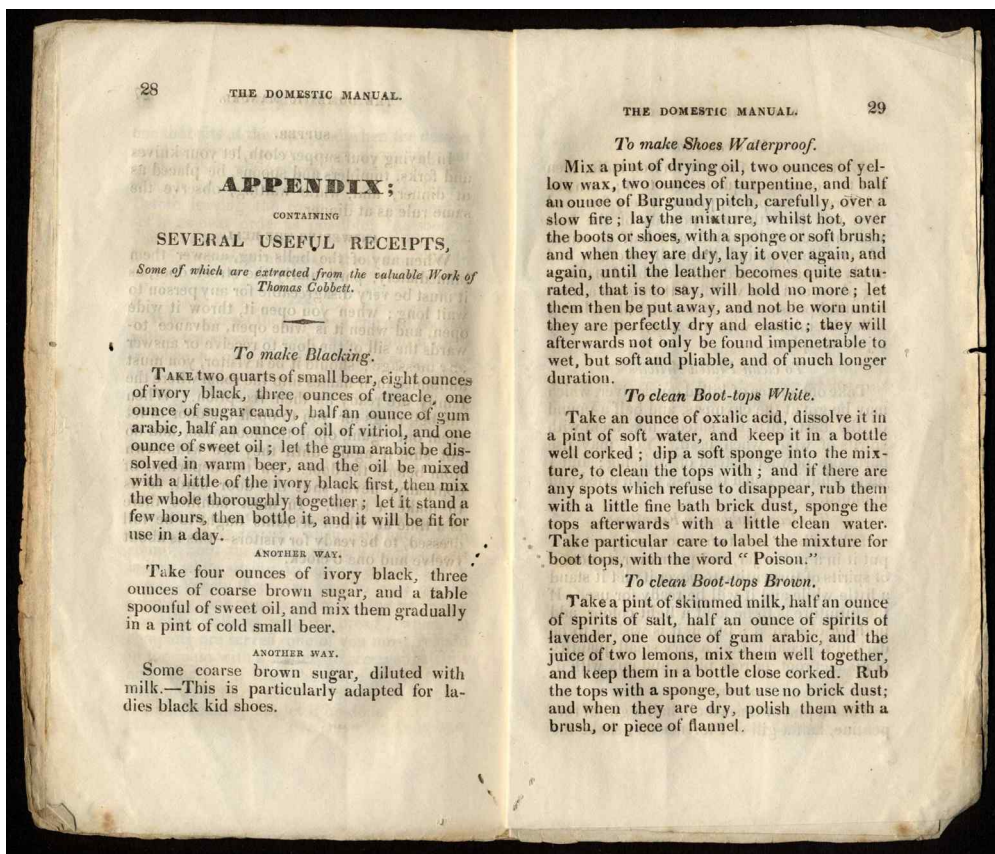 28
THE DOMESTIC MANUAL.
APPENDIX;
CONTAINING
SEVERAL USEFUL RECEIPTS,
Some of which are extracted from the valuable Work of
Thomas Cobbett.
To make Blacking.
TAKE two quarts of small beer, eight ounces
of ivory black, three ounces of treacle, one
ounce of sugar candy, half an ounce of gum
arabic, half an ounce of oil of vitriol, and one
ounce of sweet oil; let the gum arabic be dis-
solved in warm beer, and the oil be mixed
with a little of the ivory black first, then mix
the whole thoroughly together; let it stand a
few hours, then bottle it, and it will be fit for
use in a day.
ANOTHER WAY.
Take four ounces of ivory black, three
ounces of coarse brown sugar, and a table
spoonful of sweet oil, and mix them gradually
in a pint of cold small beer.
ANOTHER WAY.
Some coarse brown sugar, diluted with
milk.—This is particularly adapted for la-
dies black kid shoes.
THE DOMESTIC MANUAL.
29
To make Shoes Waterproof.
Mix a pint of drying oil, two ounces of yel-
low wax, two ounces of turpentine, and half
an ounce of Burgundy pitch, carefully, over a
slow fire; lay the mixture, whilst hot, over
the boots or shoes, with a sponge or soft brush;
and when they are dry, lay it over again, and
again, until the leather becomes quite satu-
rated, that is to say, will hold no more; let
them then be put away, and not be worn until
they are perfectly dry and elastic; they will
afterwards not only be found impenetrable to
wet, but soft and pliable, and of much longer
duration.
To clean Boot-tops White.
Take an ounce of oxalic acid, dissolve it in
a pint of soft water, and keep it in a bottle
well corked; dip a soft sponge into the mix-
ture, to clean the tops with; and if there are
any spots which refuse to disappear, rub them
with a little fine bath brick dust, sponge the
tops afterwards with a little clean water.
Take particular care to label the mixture for
boot tops, with the word “ Poison.”
To clean Boot-tops Brown.
Take a pint of skimmed milk, half an ounce
of spirits of salt, half an ounce of spirits of
lavender, one ounce of gum arabic, and the
juice of two lemons, mix them well together,
and keep them in a bottle close corked. Rub
the tops with a sponge, but use no brick dust;
and when they are dry, polish them with a
brush, or piece of flannel.